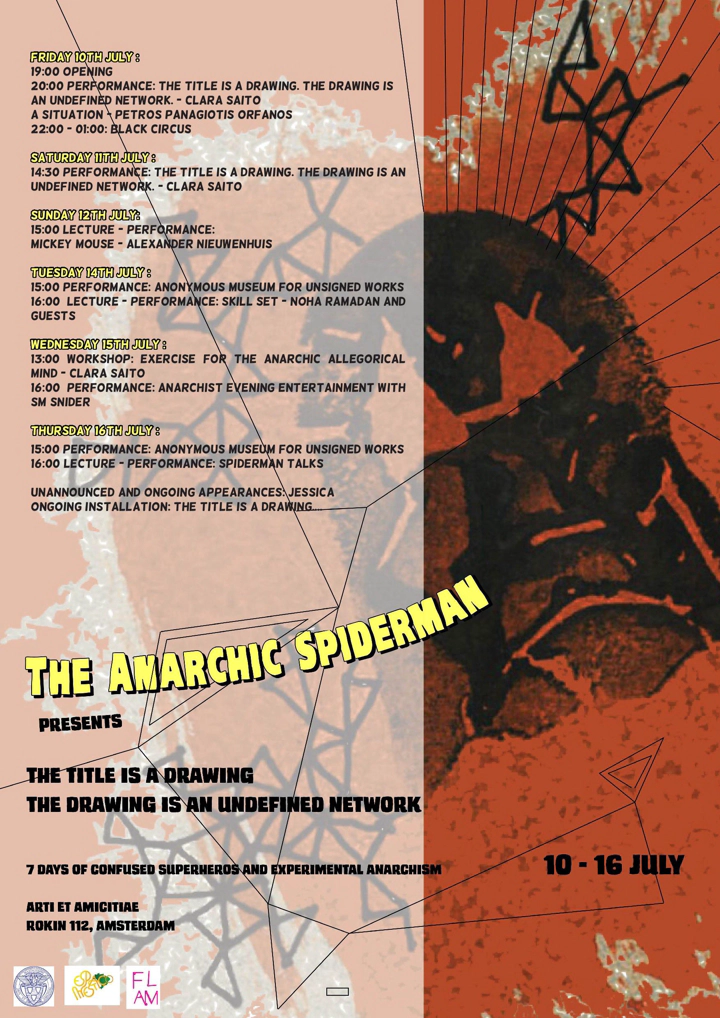 FRIDAY 10TH JULY :
19:00 OPENING
20:00 PERFORMANCE: THE TITLE IS A DRAWING. THE DRAWING IS
AN UNDEFINED NETWORK. - CLARA SAITO
A SITUATION - PETROS PANAGIOTIS ORFANOS
22:00 - 01:00: BLACK CIRCUS
SATURDAY 11TH JULY :
14:30 PERFORMANCE: THE TITLE IS A DRAWING. THE DRAWING IS AN
UNDEFINED NETWORK. - CLARA SAITO
SUNDAY 12TH JULY:
15:00 LECTURE - PERFORMANCE:
MICKEY MOUSE - ALEXANDER NIEUWENHUIS
TUESDAY 14TH JULY :
15:00 PERFORMANCE: ANONYMOUS MUSEUM FOR UNSIGNED WORKS
16:00 LECTURE - PERFORMANCE: SKILL SET - NOHA RAMADAN AND
GUESTS
WEDNESDAY 15TH JULY :
13:00 WORKSHOP: EXERCISE FOR THE ANARCHIC ALLEGORICAL
MIND - CLARA SAITO
16:00 PERFORMANCE: ANARCHIST EVENING ENTERTAINMENT WITH
SM SNIDER
THURSDAY 16TH JULY :
15:00 PERFORMANCE: ANONYMOUS MUSEUM FOR UNSIGNED WORKS
16:00 LECTURE - PERFORMANCE: SPIDERMAN TALKS
UNANNOUNCED AND ONGOING APPEARANCES: JESSICA
ONGOING INSTALLATION: THE TITLE IS A DRAWING....
THE ANARCHIC SPIDERMAN
PRESENTS
THE TITLE IS A DRAWING
THE DRAWING IS AN UNDEFINED NETWORK
7 DAYS OF CONFUSED SUPERHEROS AND EXPERIMENTAL ANARCHISM
10 - 16 JULY
ARTI ET AMICITIAE
ROKIN 112, AMSTERDAM
FL
AM